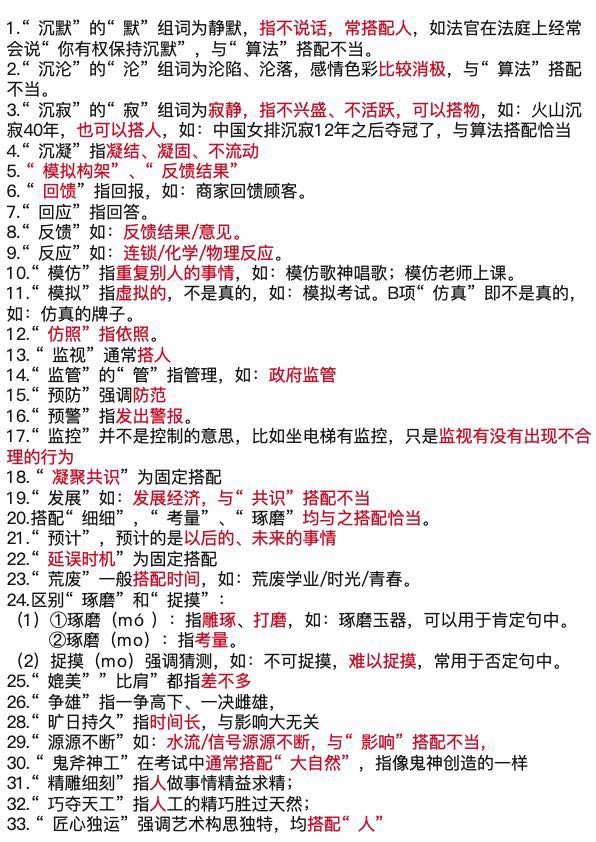 1.“ 沉默”的“ 默”组词为静默，指不说话，常搭配人，如法官在法庭上经常
会说“ 你有权保持沉默” ，与“ 算法”搭配不当。
2.“ 沉沦”的“ 沦”组词为沦陷、沦落，感情色彩比较消极，与“ 算法”搭配
不当。
3.“ 沉寂”的“ 寂”组词为寂静，指不兴盛、不活跃，可以搭物，如：火山沉
寂40年，也可以搭人，如：中国女排沉寂12年之后夺冠了，与算法搭配恰当
4.“ 沉凝”指凝结、凝固、不流动
5. “ 模拟构架” 、“ 反馈结果”
6. “ 回馈”指回报，如：商家回馈顾客。
7. “ 回应”指回答。
8. “ 反馈”如：反馈结果/意见。
9. “ 反应”如：连锁/化学/物理反应。
10.“ 模仿”指重复别人的事情，如：模仿歌神唱歌；模仿老师上课。
11.“ 模拟”指虚拟的，不是真的，如：模拟考试。B项“ 仿真”即不是真的，
如：仿真的牌子。
12.“ 仿照”指依照。
13. “ 监视”通常搭人
14.“ 监管”的“ 管”指管理，如：政府监管
15.“ 预防”强调防范
16.“ 预警”指发出警报。
17.“ 监控”并不是控制的意思，比如坐电梯有监控，只是监视有没有出现不合
理的行为
18. “ 凝聚共识”为固定搭配
19.“ 发展”如：发展经济，与“ 共识”搭配不当
20.搭配“ 细细” ，“ 考量” 、“ 琢磨”均与之搭配恰当。
21.“ 预计” ，预计的是以后的、未来的事情
22.“ 延误时机”为固定搭配
23.“ 荒废”一般搭配时间，如：荒废学业/时光/青春。
24.区别“ 琢磨”和“ 捉摸” ：
（1）①琢磨（mó ）：指雕琢、打磨，如：琢磨玉器，可以用于肯定句中。
②琢磨（mo）：指考量。
（2）捉摸（mo）强调猜测，如：不可捉摸，难以捉摸，常用于否定句中。
25.“ 媲美” ” 比肩”都指差不多
26.“ 争雄”指一争高下、一决雌雄，
28.“ 旷日持久”指时间长，与影响大无关
29.“ 源源不断”如：水流/信号源源不断，与“ 影响”搭配不当，
30. “ 鬼斧神工”在考试中通常搭配“ 大自然” ，指像鬼神创造的一样
31.“ 精雕细刻”指人做事情精益求精；
32.“ 巧夺天工”指人工的精巧胜过天然；
33. “ 匠心独运”强调艺术构思独特，均搭配“ 人”